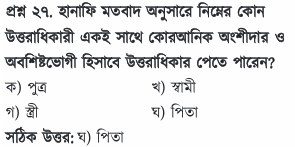 প্রশ্ন ২৭. হানাফি মতবাদ অনুসারে নিম্নের কোন
উত্তরাধিকারী একই সাথে কোরআনিক অংশীদার ও
অবশিষ্টভোগী হিসাবে উত্তরাধিকার পেতে পারেন?
ক) পুত্র খ) স্বামী
গ) স্ত্রী ঘ) পিতা
সঠিক উত্তর: ঘ) পিতা